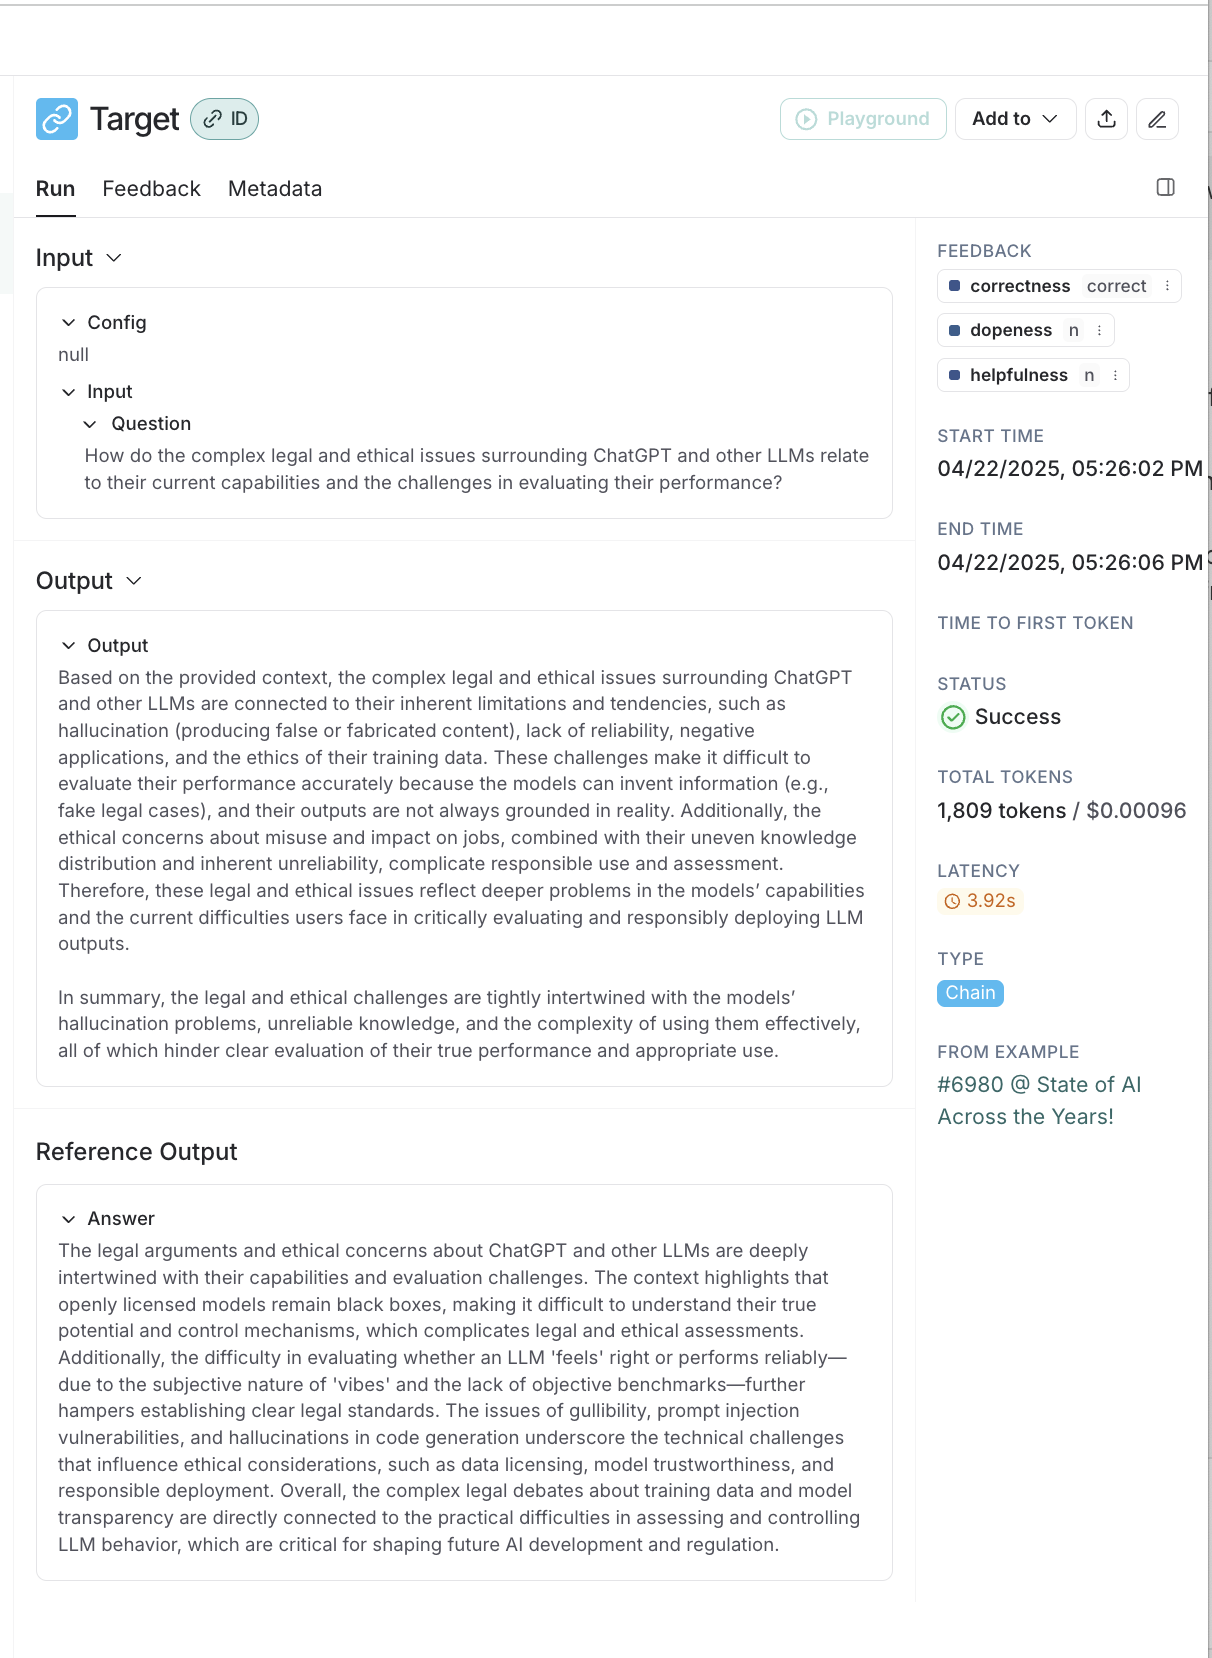 Target ID
Playground Add to
Run Feedback Metadata
Input
Config
null
Input
Question
How do the complex legal and ethical issues surrounding ChatGPT and other LLMs relate
to their current capabilities and the challenges in evaluating their performance?
Output
Output
Based on the provided context, the complex legal and ethical issues surrounding ChatGPT
and other LLMs are connected to their inherent limitations and tendencies, such as
hallucination (producing false or fabricated content), lack of reliability, negative
applications, and the ethics of their training data. These challenges make it difficult to
evaluate their performance accurately because the models can invent information (e.g.,
fake legal cases), and their outputs are not always grounded in reality. Additionally, the
ethical concerns about misuse and impact on jobs, combined with their uneven knowledge
distribution and inherent unreliability, complicate responsible use and assessment.
Therefore, these legal and ethical issues reflect deeper problems in the models’ capabilities
and the current difficulties users face in critically evaluating and responsibly deploying LLM
outputs.
In summary, the legal and ethical challenges are tightly intertwined with the models’
hallucination problems, unreliable knowledge, and the complexity of using them effectively,
all of which hinder clear evaluation of their true performance and appropriate use.
Reference Output
Answer
The legal arguments and ethical concerns about ChatGPT and other LLMs are deeply
intertwined with their capabilities and evaluation challenges. The context highlights that
openly licensed models remain black boxes, making it difficult to understand their true
potential and control mechanisms, which complicates legal and ethical assessments.
Additionally, the difficulty in evaluating whether an LLM 'feels' right or performs reliably—
due to the subjective nature of 'vibes' and the lack of objective benchmarks—further
hampers establishing clear legal standards. The issues of gullibility, prompt injection
vulnerabilities, and hallucinations in code generation underscore the technical challenges
that influence ethical considerations, such as data licensing, model trustworthiness, and
responsible deployment. Overall, the complex legal debates about training data and model
transparency are directly connected to the practical difficulties in assessing and controlling
LLM behavior, which are critical for shaping future AI development and regulation.
FEEDBACK
correctness correct
dopeness n
helpfulness n
START TIME
04/22/2025, 05:26:02 PM
END TIME
04/22/2025, 05:26:06 PM
TIME TO FIRST TOKEN
STATUS
Success
TOTAL TOKENS
1,809 tokens / $0.00096
LATENCY
3.92s
TYPE
Chain
FROM EXAMPLE
#6980 @ State of AI
Across the Years!